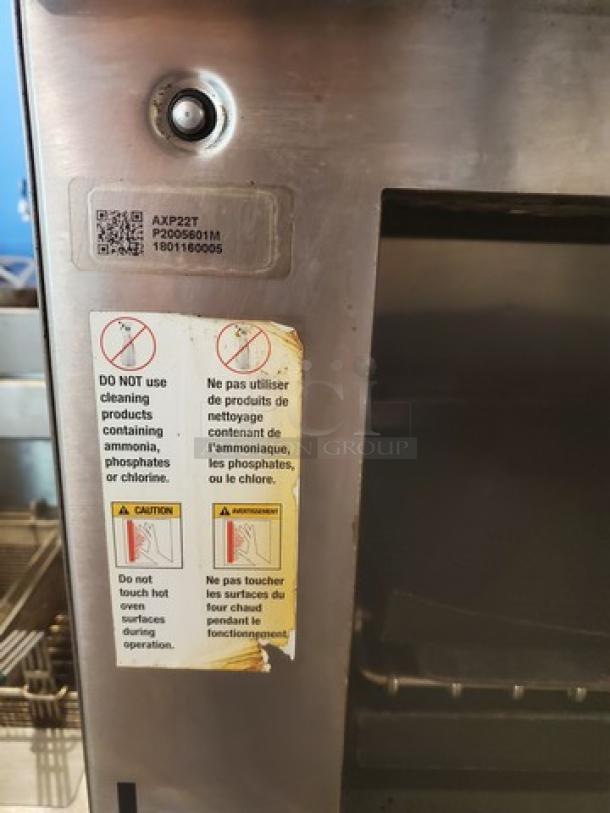 AXP22T
P2005601M
1801160005
DO NOT use
cleaning
products
containing
ammonia,
phosphates
or chlorine.
Ne pas utiliser
de produits de
nettoyage
contenant de
l'ammoniaque,
les phosphates,
ou le chlore.
CAUTION
Do not
touch hot
oven
surfaces
during
operation.
AVERTISSEMENT
Ne pas toucher
les surfaces du
four chaud
pendant le
fonctionnement
GROUP